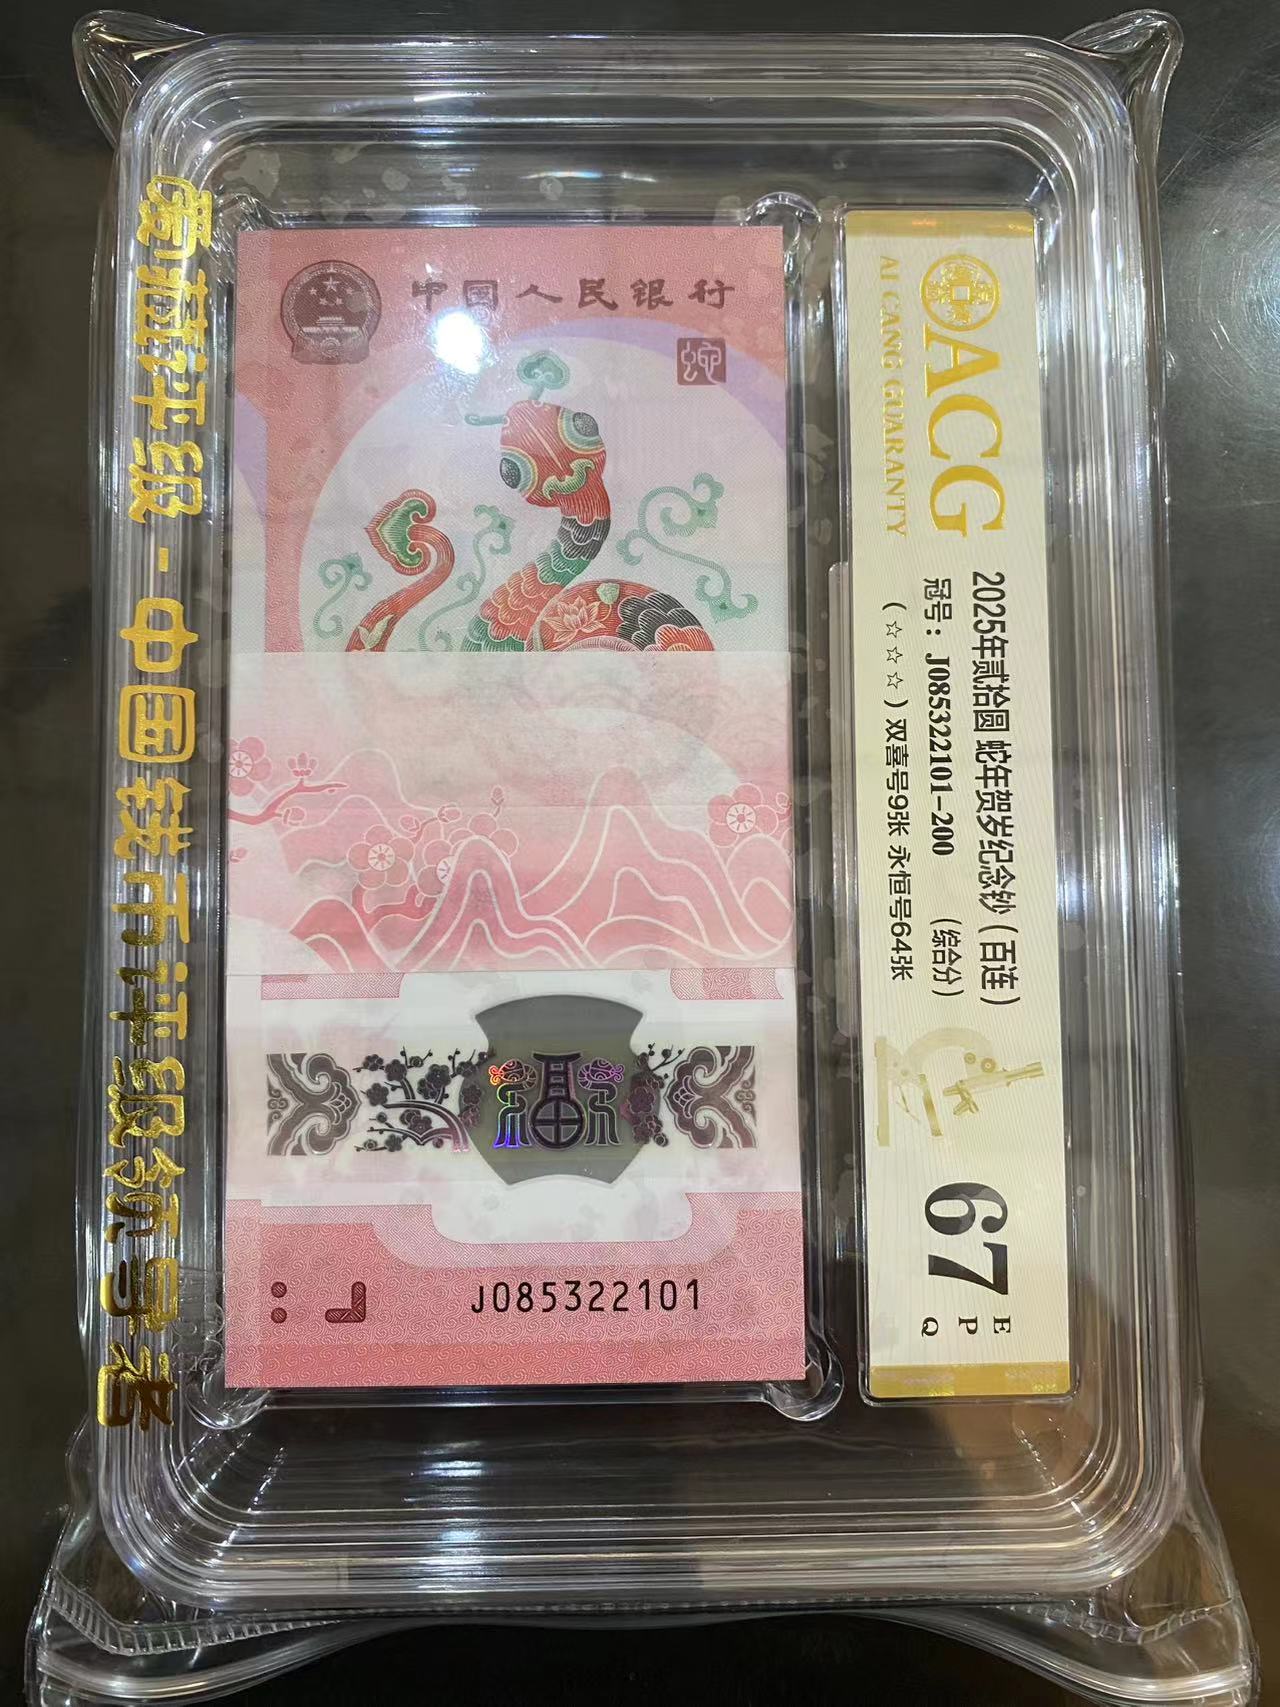 爱藏评级 - 中国钱币评级领导者
中国人民银行
蛇
福
J085322101
ACG
AI CANG GUARANTY
2025年贰拾圆 蛇年贺岁纪念钞（百连）
冠号：J085322101-200 （综合分）
（☆☆☆）双喜号9张 永恒号64张
67
E
P
Q